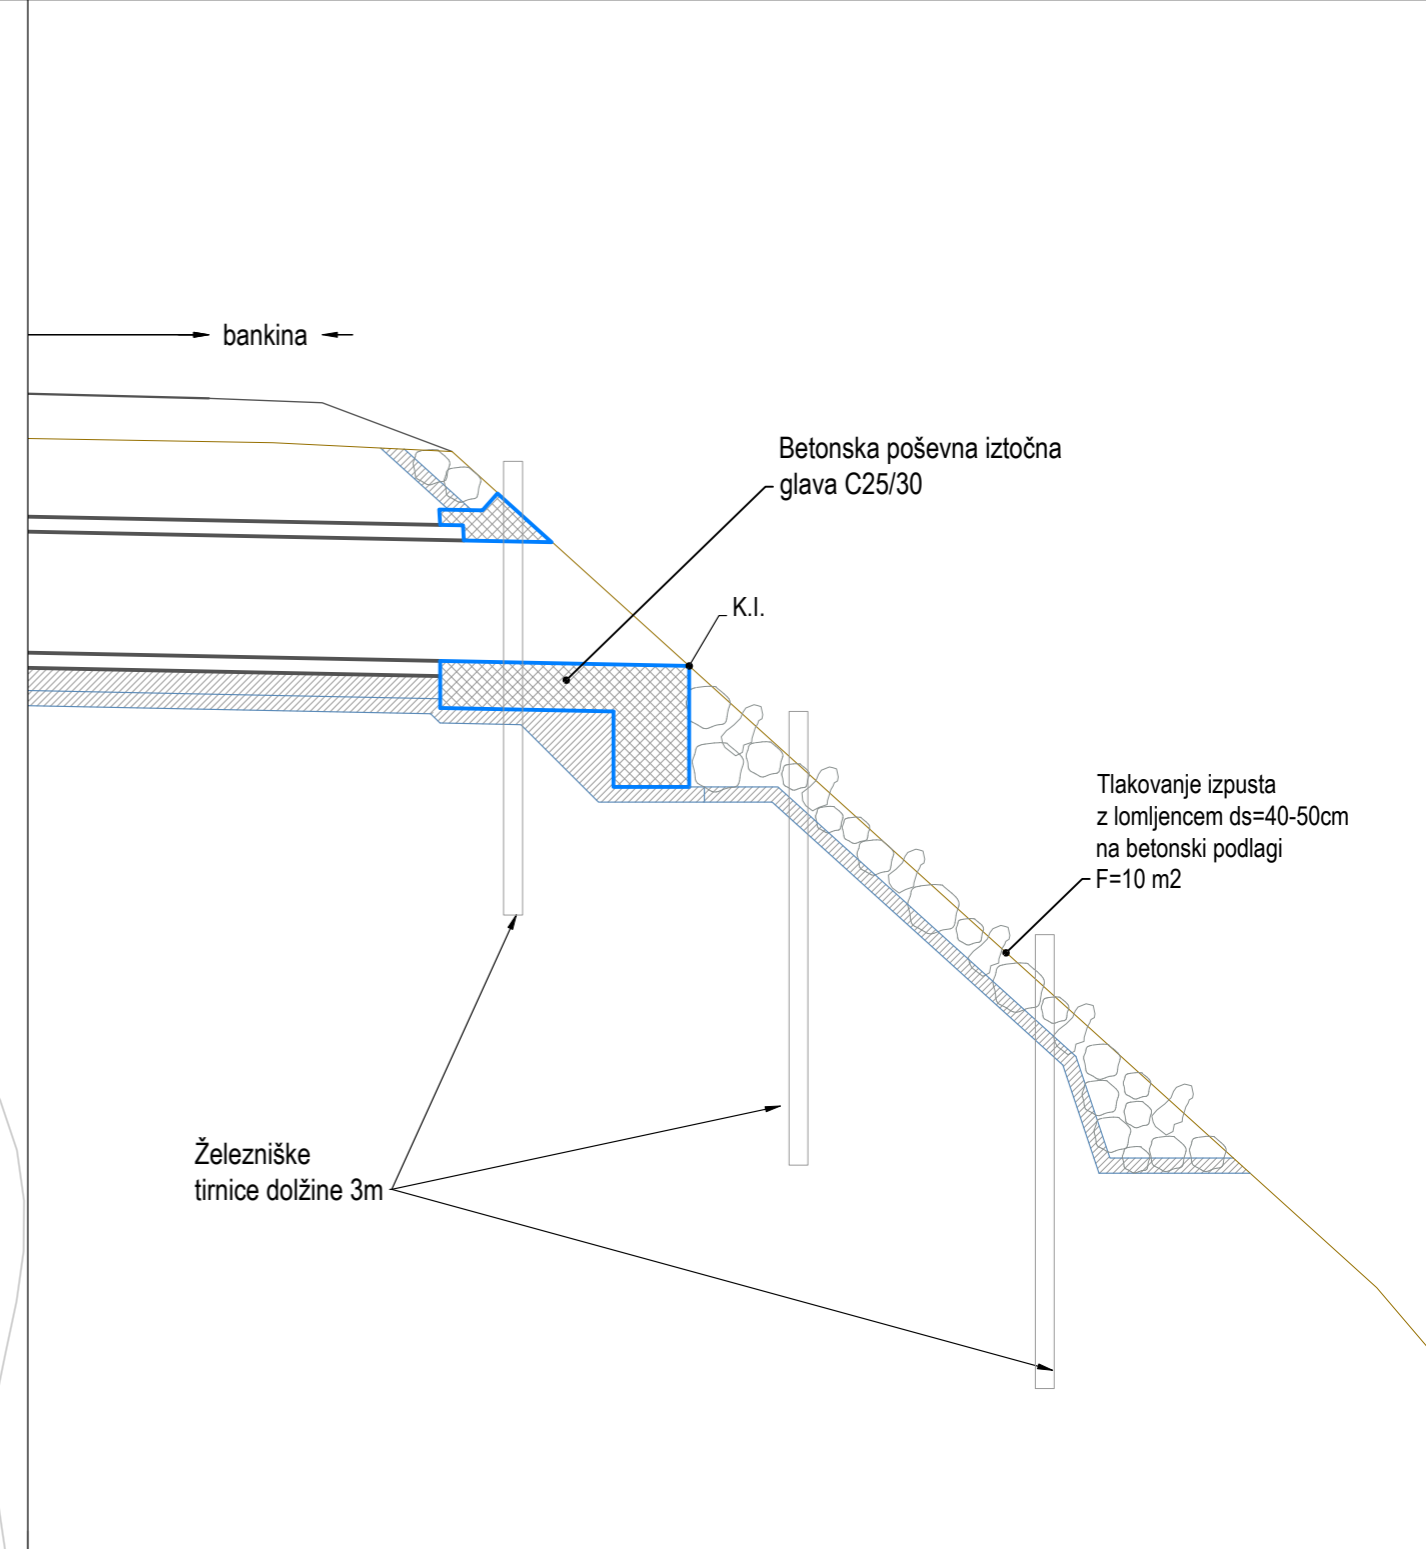 bankina
Betonska poševna iztočna
glava C25/30
K.I.
Tlakovanje izpusta
z lomljencem ds=40-50cm
na betonski podlagi
F=10 m2
Železniške
tirnice dolžine 3m